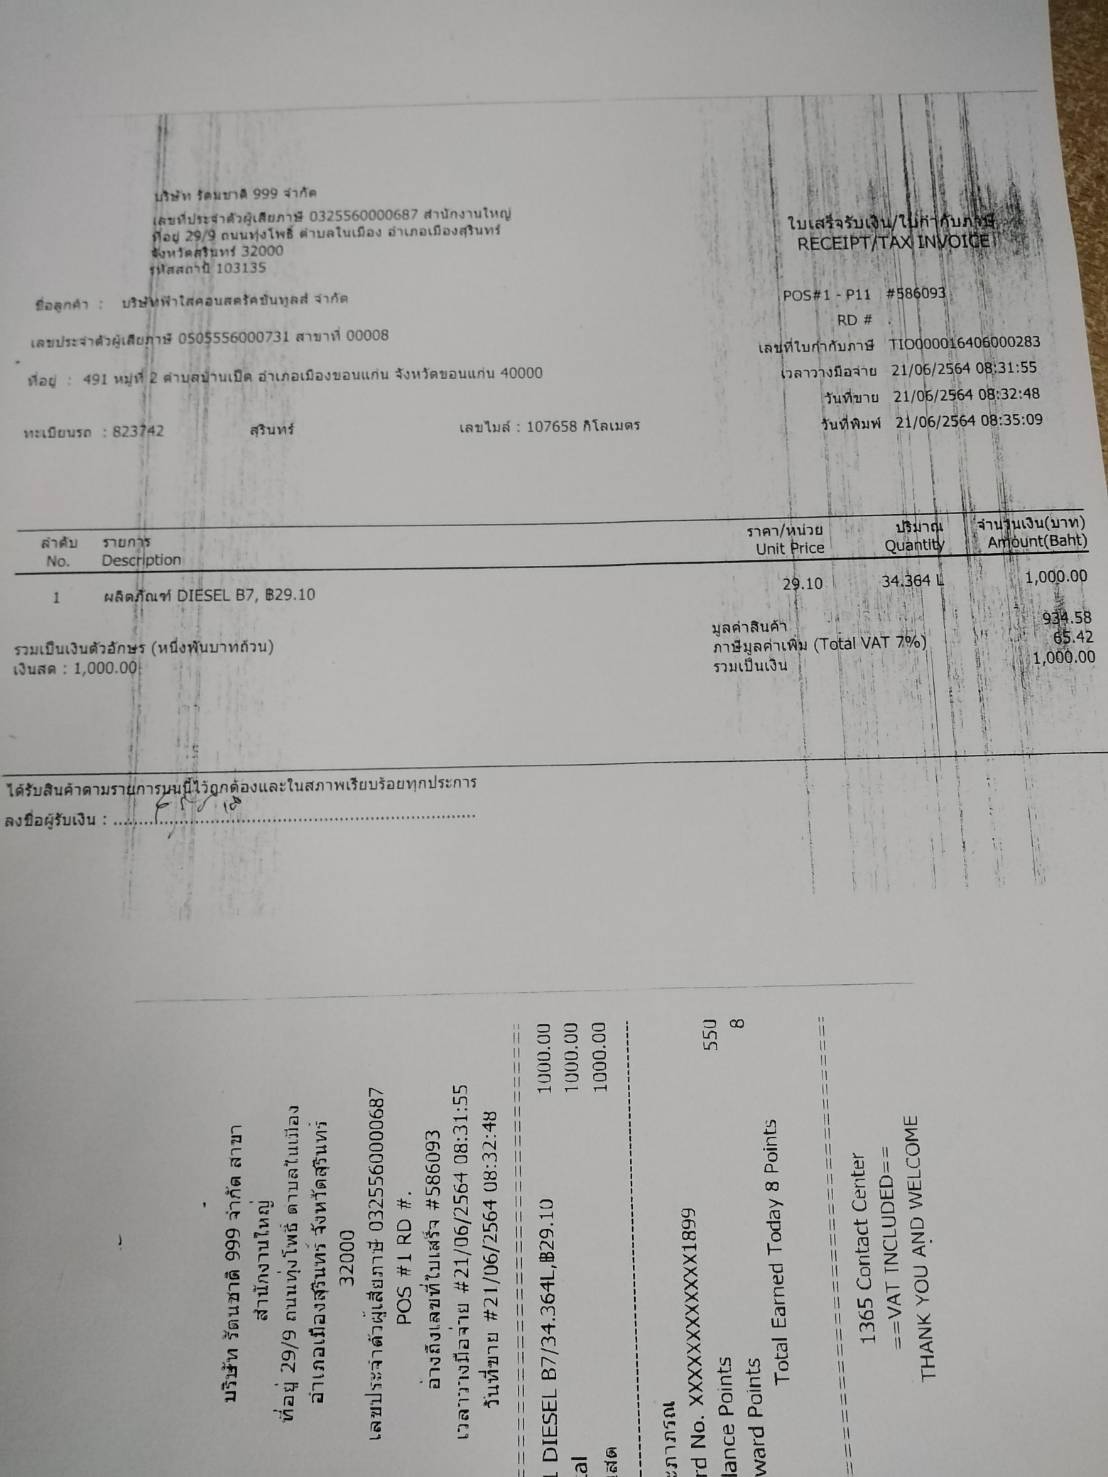 บริษัท รัตนชาติ 999 จำกัด
เลขที่ประจำตัวผู้เสียภาษี 0325560000687 สำนักงานใหญ่
ที่อยู่ 29/9 ถนนทุ่งโพธิ์ ตำบลในเมือง อำเภอเมืองสุรินทร์
จังหวัดสุรินทร์ 32000
รหัสสถานี 103135
ใบเสร็จรับเงิน/ใบกำกับภาษี
RECEIPT/TAX INVOICE
ชื่อลูกค้า : บริษัทฟ้าใสคอนสตรัคชั่นทูลส์ จำกัด
POS#1 - P11 #586093
RD # .
เลขประจำตัวผู้เสียภาษี 0505556000731 สาขาที่ 00008
เลขที่ใบกำกับภาษี TIO000016406000283
ที่อยู่ : 491 หมู่ที่ 2 ตำบลบ้านเป็ด อำเภอเมืองขอนแก่น จังหวัดขอนแก่น 40000
เวลาวางมือจ่าย 21/06/2564 08:31:55
วันที่ขาย 21/06/2564 08:32:48
ทะเบียนรถ : 823742 สุรินทร์ เลขไมล์ : 107658 กิโลเมตร
วันที่พิมพ์ 21/06/2564 08:35:09
ลำดับ รายการ ราคา/หน่วย ปริมาณ จำนวนเงิน(บาท)
No. Description Unit Price Quantity Amount(Baht)
1 ผลิตภัณฑ์ DIESEL B7, ฿29.10 29.10 34.364 L 1,000.00
มูลค่าสินค้า 934.58
รวมเป็นเงินตัวอักษร (หนึ่งพันบาทถ้วน) ภาษีมูลค่าเพิ่ม (Total VAT 7%) 65.42
เงินสด : 1,000.00 รวมเป็นเงิน 1,000.00
ได้รับสินค้าตามรายการบนนี้ไว้ถูกต้องและในสภาพเรียบร้อยทุกประการ
ลงชื่อผู้รับเงิน :
บริษัท รัตนชาติ 999 จำกัด สาขา
สำนักงานใหญ่
ที่อยู่ 29/9 ถนนทุ่งโพธิ์ ตำบลในเมือง
อำเภอเมืองสุรินทร์ จังหวัดสุรินทร์
32000
เลขประจำตัวผู้เสียภาษี 0325560000687
POS #1 RD #.
อ้างถึงเลขที่ใบเสร็จ #586093
เวลาวางมือจ่าย #21/06/2564 08:31:55
วันที่ขาย #21/06/2564 08:32:48
L DIESEL B7/34.364L,฿29.10 1000.00
al 1000.00
สด 1000.00
rd No. XXXXXXXXXXXX1899
lance Points 550
ward Points 8
Total Earned Today 8 Points
1365 Contact Center
==VAT INCLUDED==
THANK YOU AND WELCOME